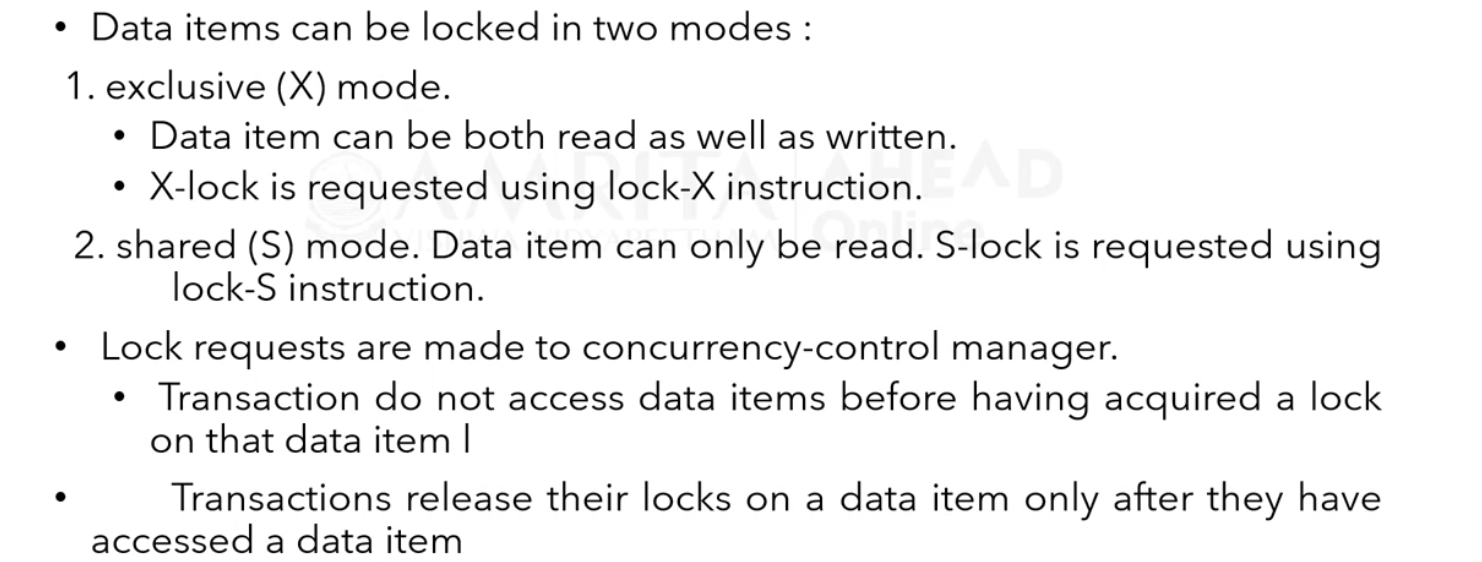 • Data items can be locked in two modes :
1. exclusive (X) mode.
• Data item can be both read as well as written.
• X-lock is requested using lock-X instruction.
2. shared (S) mode. Data item can only be read. S-lock is requested using
lock-S instruction.
• Lock requests are made to concurrency-control manager.
• Transaction do not access data items before having acquired a lock
on that data item l
• Transactions release their locks on a data item only after they have
accessed a data item
AMRITA AHEAD
VISHWA VIDYAPEETHAM Online